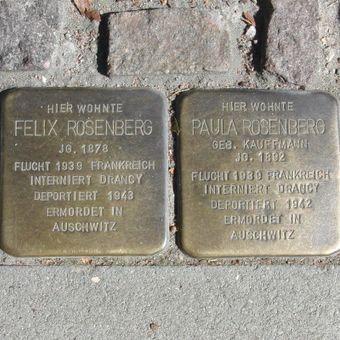 HIER WOHNTE
FELIX ROSENBERG
JG. 1878
FLUCHT 1939 FRANKREICH
INTERNIERT DRANCY
DEPORTIERT 1943
ERMORDET IN
AUSCHWITZ
HIER WOHNTE
PAULA ROSENBERG
GEB. KAUFMANN
JG. 1892
FLUCHT 1939 FRANKREICH
INTERNIERT DRANCY
DEPORTIERT 1942
ERMORDET IN
AUSCHWITZ